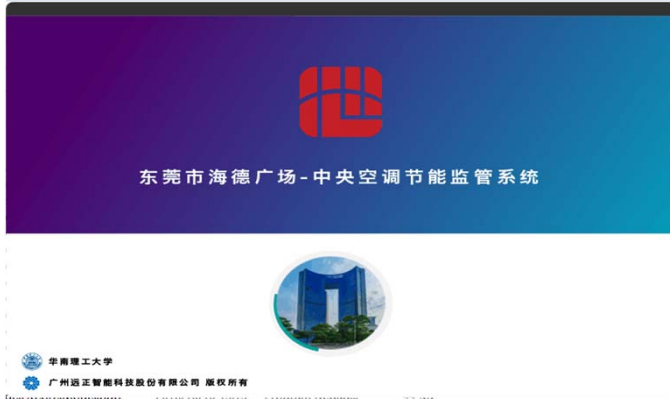 东莞市海德广场-中央空调节能监管系统
华南理工大学
广州远正智能科技股份有限公司 版权所有